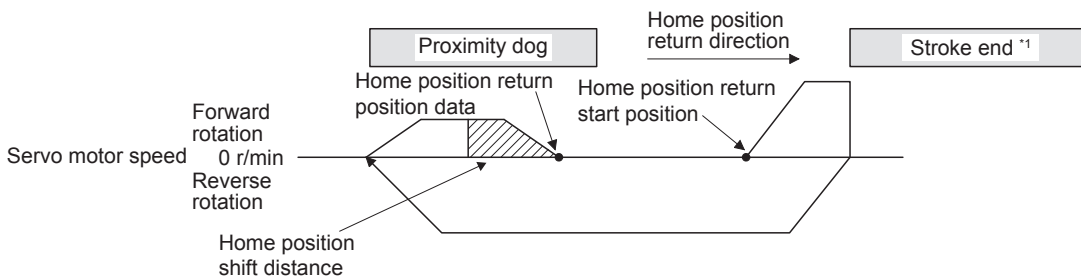 Proximity dog
Home position
return direction
Stroke end *1
Home position return
position data
Home position return
start position
Forward
rotation
Servo motor speed 0 r/min
Reverse
rotation
Home position
shift distance